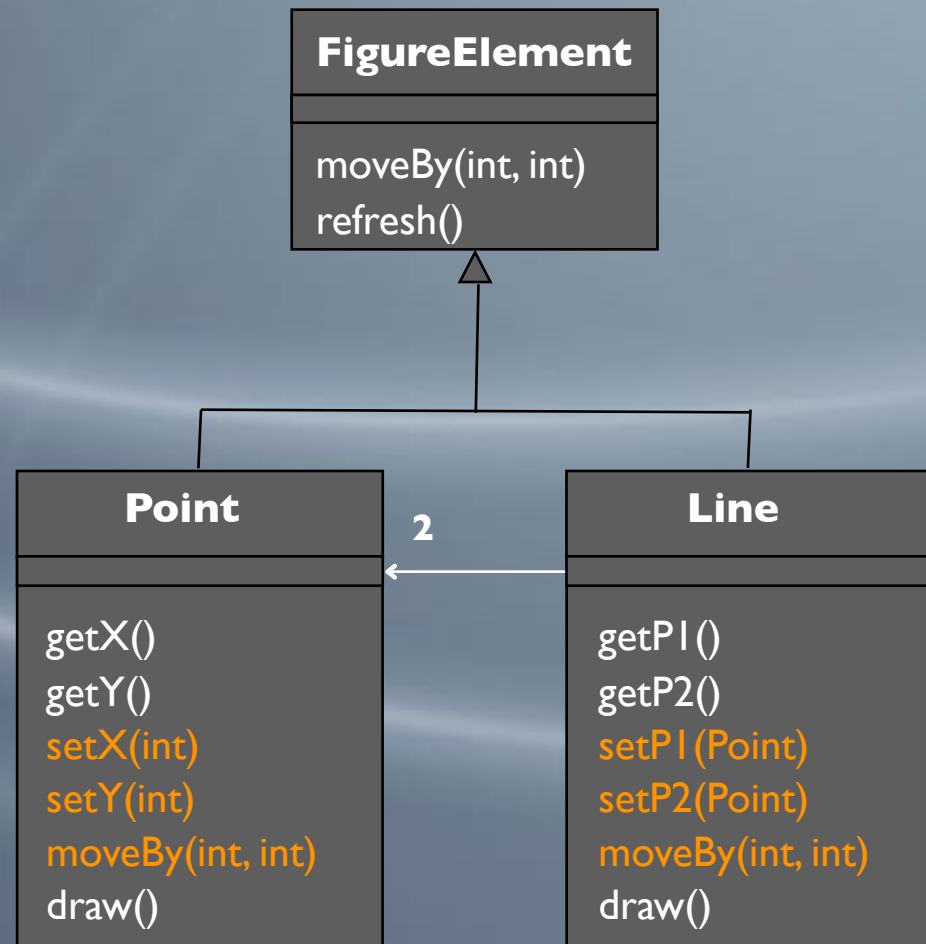 FigureElement
moveBy(int, int)
refresh()
Point
getX()
getY()
setX(int)
setY(int)
moveBy(int, int)
draw()
2
Line
getP1()
getP2()
setP1(Point)
setP2(Point)
moveBy(int, int)
draw()